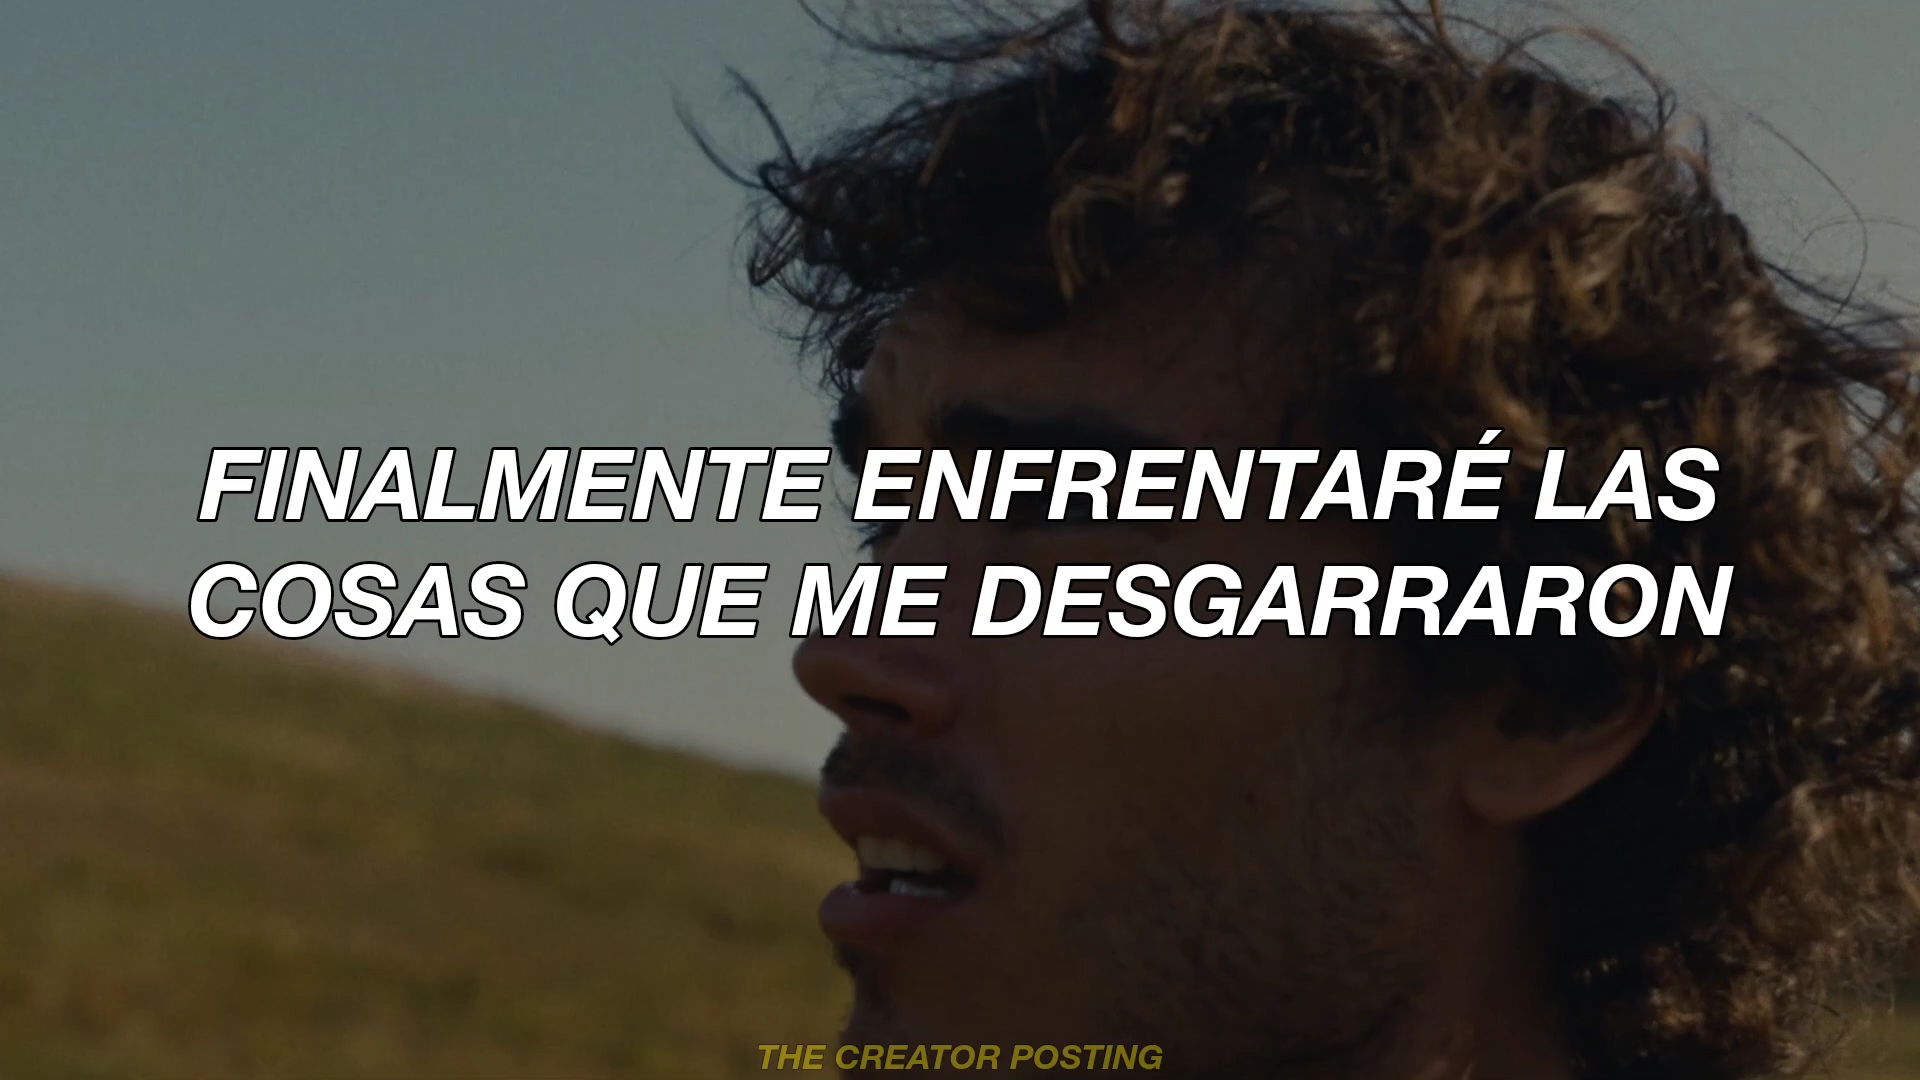 FINALMENTE ENFRENTARÉ LAS
COSAS QUE ME DESGARRARON
THE CREATOR POSTING